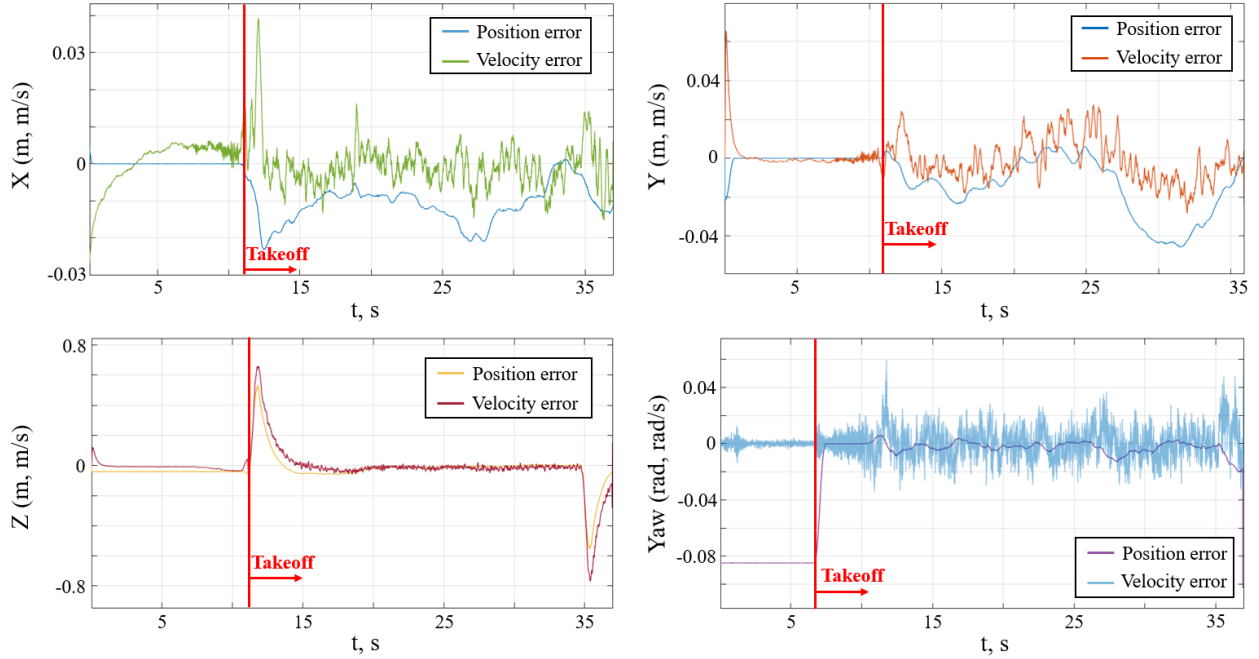 X (m, m/s)
0.03
0
-0.03
Position error
Velocity error
Takeoff
5
15
25
35
t, s
Y (m, m/s)
0.04
0
-0.04
Position error
Velocity error
Takeoff
5
15
25
35
t, s
Z (m, m/s)
0.8
0
-0.8
Position error
Velocity error
Takeoff
5
15
25
35
t, s
Yaw (rad, rad/s)
0.04
0
-0.04
-0.08
Takeoff
Position error
Velocity error
5
15
25
35
t, s